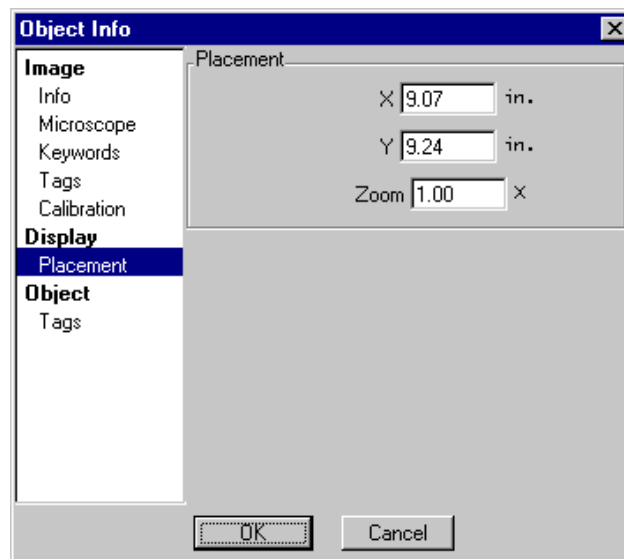 Object Info
Image
Info
Microscope
Keywords
Tags
Calibration
Display
Placement
Object
Tags
Placement
X 9.07 in.
Y 9.24 in.
Zoom 1.00 X
OK Cancel